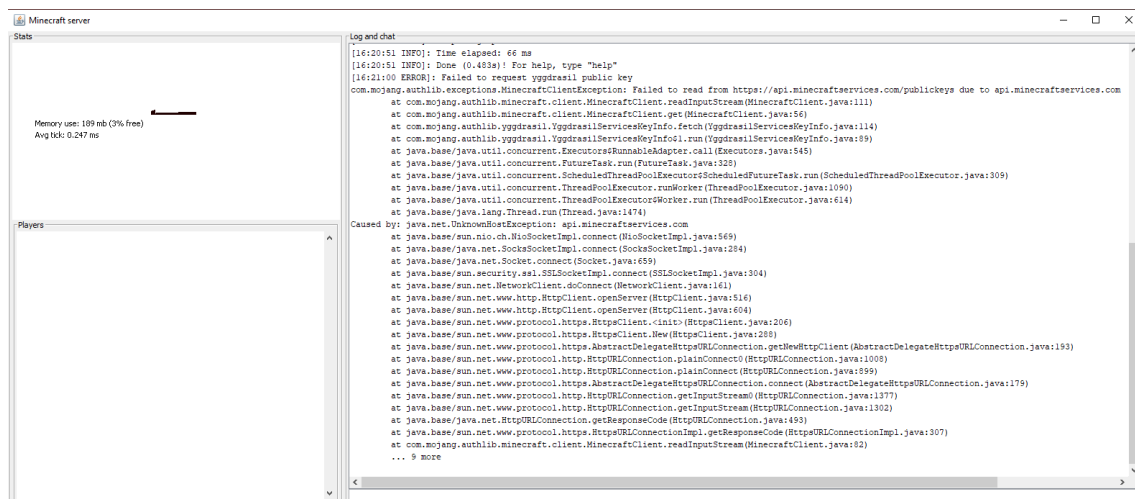 Minecraft server
Stats
Memory use: 189 mb (3% free)
Avg tick: 0.247 ms
Players
Log and chat
[16:20:51 INFO]: Time elapsed: 66 ms
[16:20:51 INFO]: Done (0.483s)! For help, type "help"
[16:21:00 ERROR]: Failed to request yggdrasil public key
com.mojang.authlib.exceptions.MinecraftClientException: Failed to read from https://api.minecraftservices.com/publickeys due to api.minecraftservices.com
at com.mojang.authlib.minecraft.client.MinecraftClient.readInputStream(MinecraftClient.java:111)
at com.mojang.authlib.minecraft.client.MinecraftClient.get(MinecraftClient.java:56)
at com.mojang.authlib.yggdrasil.YggdrasilServicesKeyInfo.fetch(YggdrasilServicesKeyInfo.java:114)
at com.mojang.authlib.yggdrasil.YggdrasilServicesKeyInfo$1.run(YggdrasilServicesKeyInfo.java:89)
at java.base/java.util.concurrent.Executors$RunnableAdapter.call(Executors.java:545)
at java.base/java.util.concurrent.FutureTask.run(FutureTask.java:328)
at java.base/java.util.concurrent.ScheduledThreadPoolExecutor$ScheduledFutureTask.run(ScheduledThreadPoolExecutor.java:309)
at java.base/java.util.concurrent.ThreadPoolExecutor.runWorker(ThreadPoolExecutor.java:1090)
at java.base/java.util.concurrent.ThreadPoolExecutor$Worker.run(ThreadPoolExecutor.java:614)
at java.base/java.lang.Thread.run(Thread.java:1474)
Caused by: java.net.UnknownHostException: api.minecraftservices.com
at java.base/sun.nio.ch.NioSocketImpl.connect(NioSocketImpl.java:569)
at java.base/java.net.SocksSocketImpl.connect(SocksSocketImpl.java:284)
at java.base/java.net.Socket.connect(Socket.java:659)
at java.base/sun.security.ssl.SSLSocketImpl.connect(SSLSocketImpl.java:304)
at java.base/sun.net.NetworkClient.doConnect(NetworkClient.java:161)
at java.base/sun.net.www.http.HttpClient.openServer(HttpClient.java:516)
at java.base/sun.net.www.http.HttpClient.openServer(HttpClient.java:604)
at java.base/sun.net.www.protocol.https.HttpsClient.<init>(HttpsClient.java:206)
at java.base/sun.net.www.protocol.https.HttpsClient.New(HttpsClient.java:288)
at java.base/sun.net.www.protocol.https.AbstractDelegateHttpsURLConnection.getNewHttpClient(AbstractDelegateHttpsURLConnection.java:193)
at java.base/sun.net.www.protocol.http.HttpURLConnection.plainConnect0(HttpURLConnection.java:1008)
at java.base/sun.net.www.protocol.http.HttpURLConnection.plainConnect(HttpURLConnection.java:899)
at java.base/sun.net.www.protocol.https.AbstractDelegateHttpsURLConnection.connect(AbstractDelegateHttpsURLConnection.java:179)
at java.base/sun.net.www.protocol.http.HttpURLConnection.getInputStream0(HttpURLConnection.java:1377)
at java.base/sun.net.www.protocol.http.HttpURLConnection.getInputStream(HttpURLConnection.java:1302)
at java.base/java.net.HttpURLConnection.getResponseCode(HttpURLConnection.java:493)
at java.base/sun.net.www.protocol.https.HttpsURLConnectionImpl.getResponseCode(HttpsURLConnectionImpl.java:307)
at com.mojang.authlib.minecraft.client.MinecraftClient.readInputStream(MinecraftClient.java:82)
... 9 more